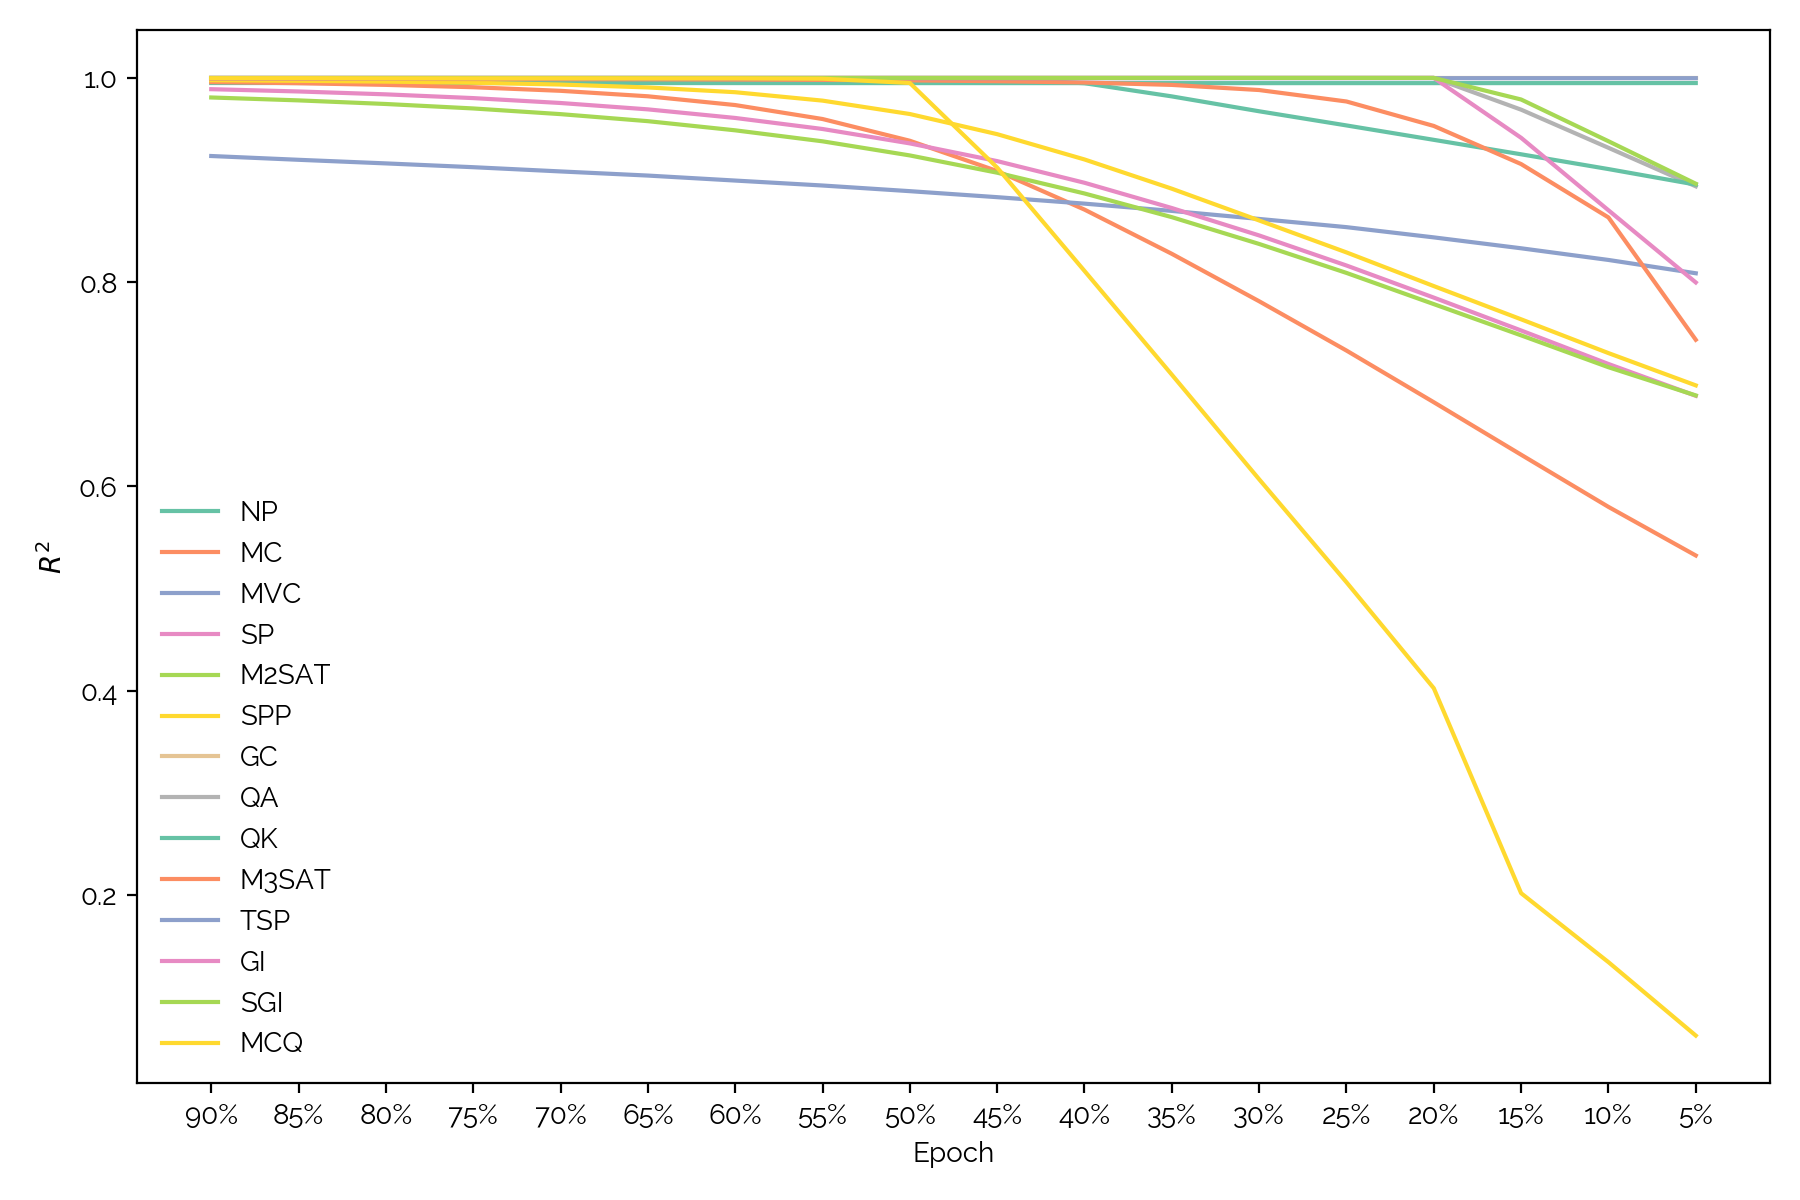 1.0
0.8
0.6
0.4
0.2
R²
NP
MC
MVC
SP
M2SAT
SPP
GC
QA
QK
M3SAT
TSP
GI
SGI
MCQ
90% 85% 80% 75% 70% 65% 60% 55% 50% 45% 40% 35% 30% 25% 20% 15% 10% 5%
Epoch